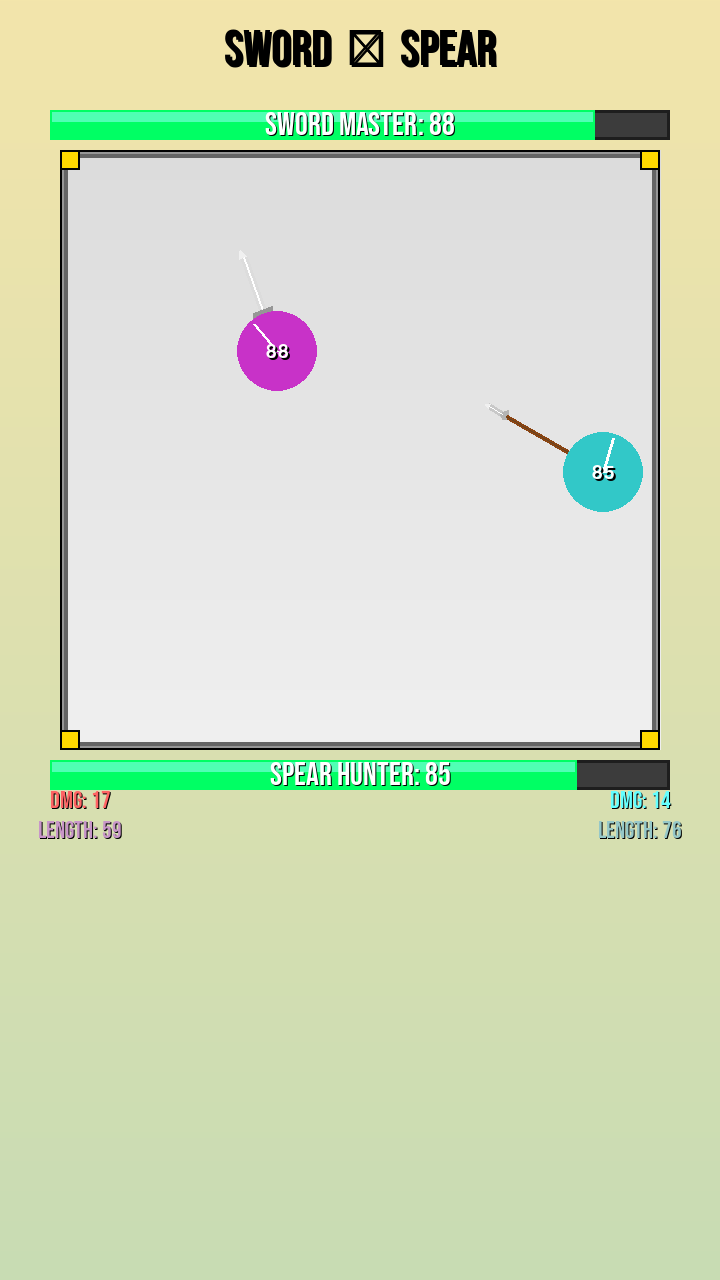 SWORD ☒ SPEAR
SWORD MASTER: 88
88
85
SPEAR HUNTER: 85
DMG: 17 DMG: 14
LENGTH: 59 LENGTH: 76